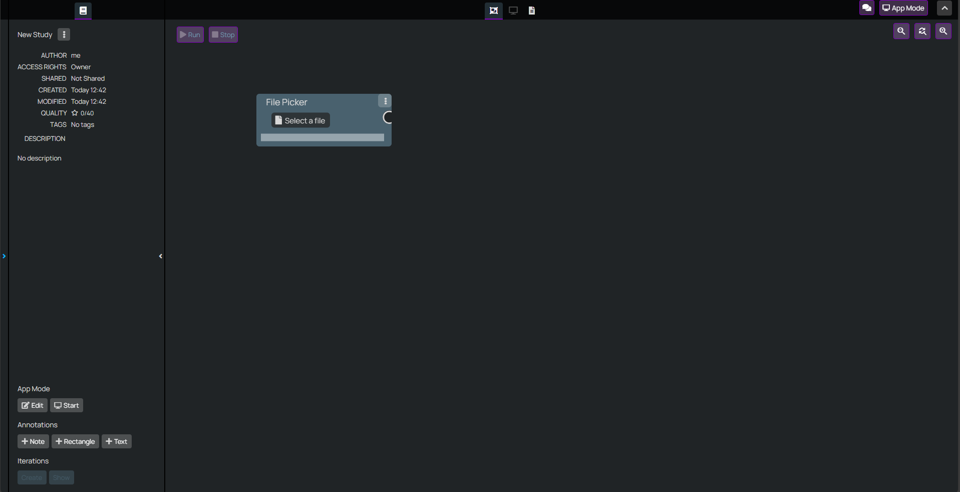 App Mode
New Study
Run
Stop
AUTHOR me
ACCESS RIGHTS Owner
SHARED Not Shared
CREATED Today 12:42
MODIFIED Today 12:42
QUALITY 0/40
TAGS No tags
DESCRIPTION
No description
File Picker
Select a file
App Mode
Edit
Start
Annotations
+ Note
+ Rectangle
+ Text
Iterations